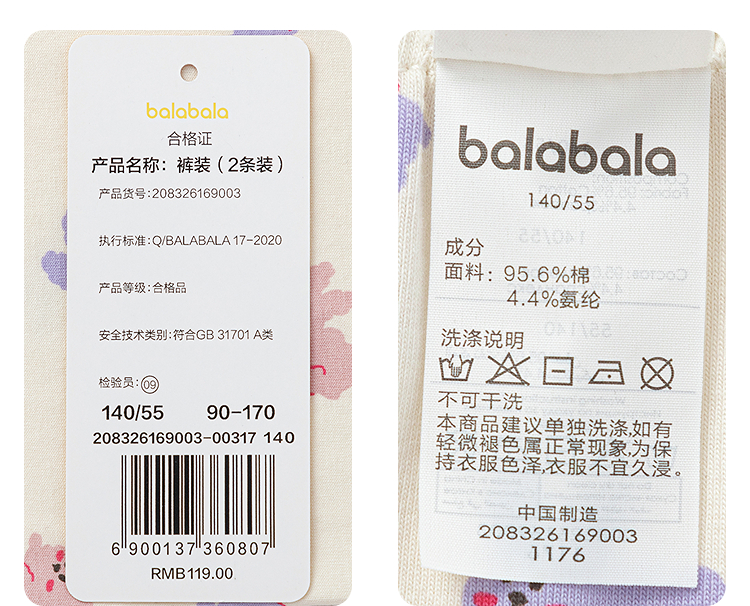 balabala
合格证
产品名称：裤装（2条装）
产品货号：208326169003
执行标准：Q/BALABALA 17-2020
产品等级：合格品
安全技术类别：符合GB 31701 A类
检验员：09
140/55 90-170
208326169003-00317 140
6 900137 360807
RMB119.00
balabala
140/55
成分
面料：95.6%棉
4.4%氨纶
洗涤说明
不可干洗
本商品建议单独洗涤,如有
轻微褪色属正常现象,为保
持衣服色泽,衣服不宜久浸。
中国制造
208326169003
1176